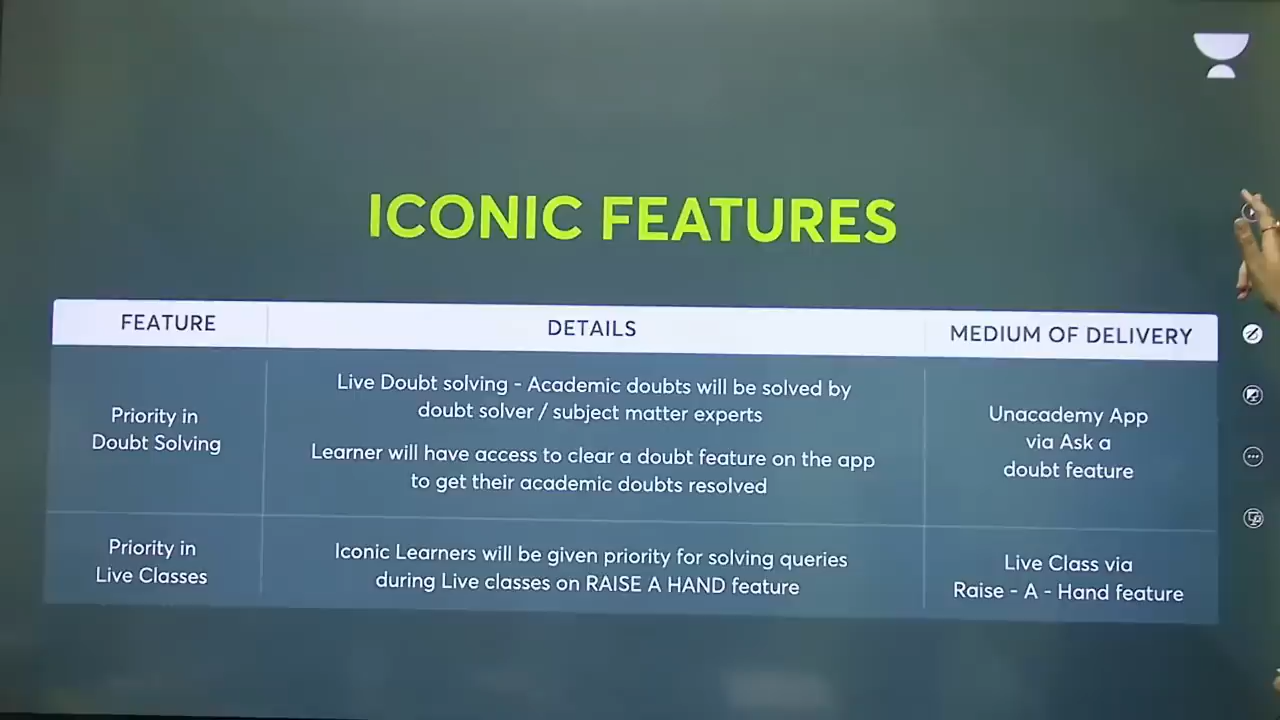 ICONIC FEATURES
FEATURE
DETAILS
MEDIUM OF DELIVERY
Priority in
Doubt Solving
Live Doubt solving - Academic doubts will be solved by
doubt solver / subject matter experts
Learner will have access to clear a doubt feature on the app
to get their academic doubts resolved
Unacademy App
via Ask a
doubt feature
Priority in
Live Classes
Iconic Learners will be given priority for solving queries
during Live classes on RAISE A HAND feature
Live Class via
Raise - A - Hand feature